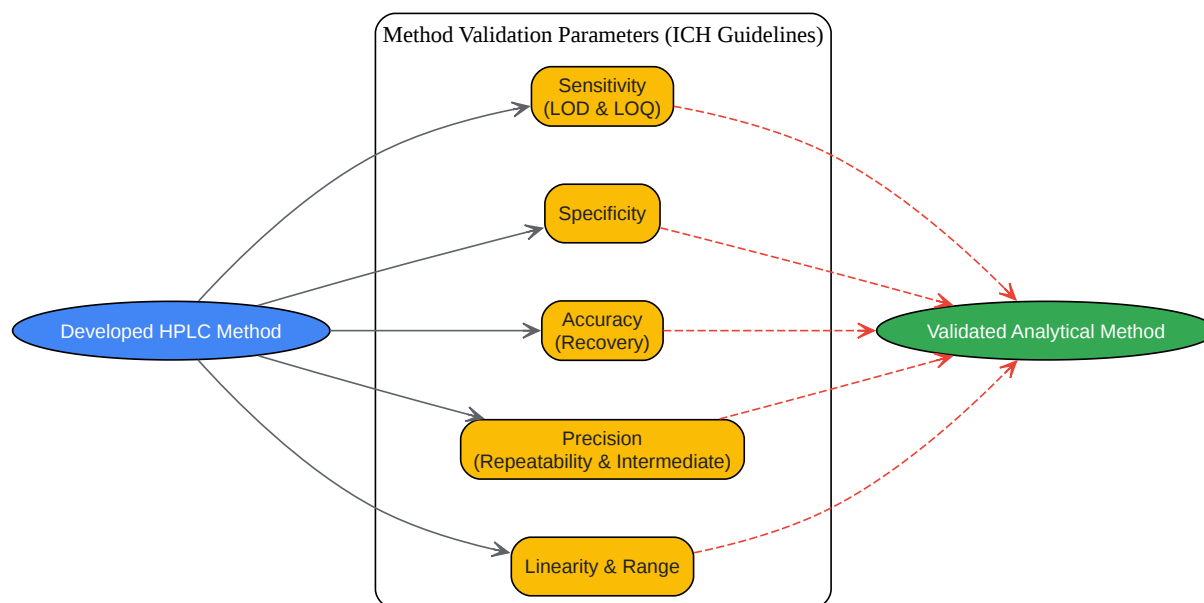 Method Validation Parameters (ICH Guidelines)
Sensitivity
(LOD & LOQ)
Specificity
Developed HPLC Method
Accuracy
(Recovery)
Validated Analytical Method
Precision
(Repeatability & Intermediate)
Linearity & Range